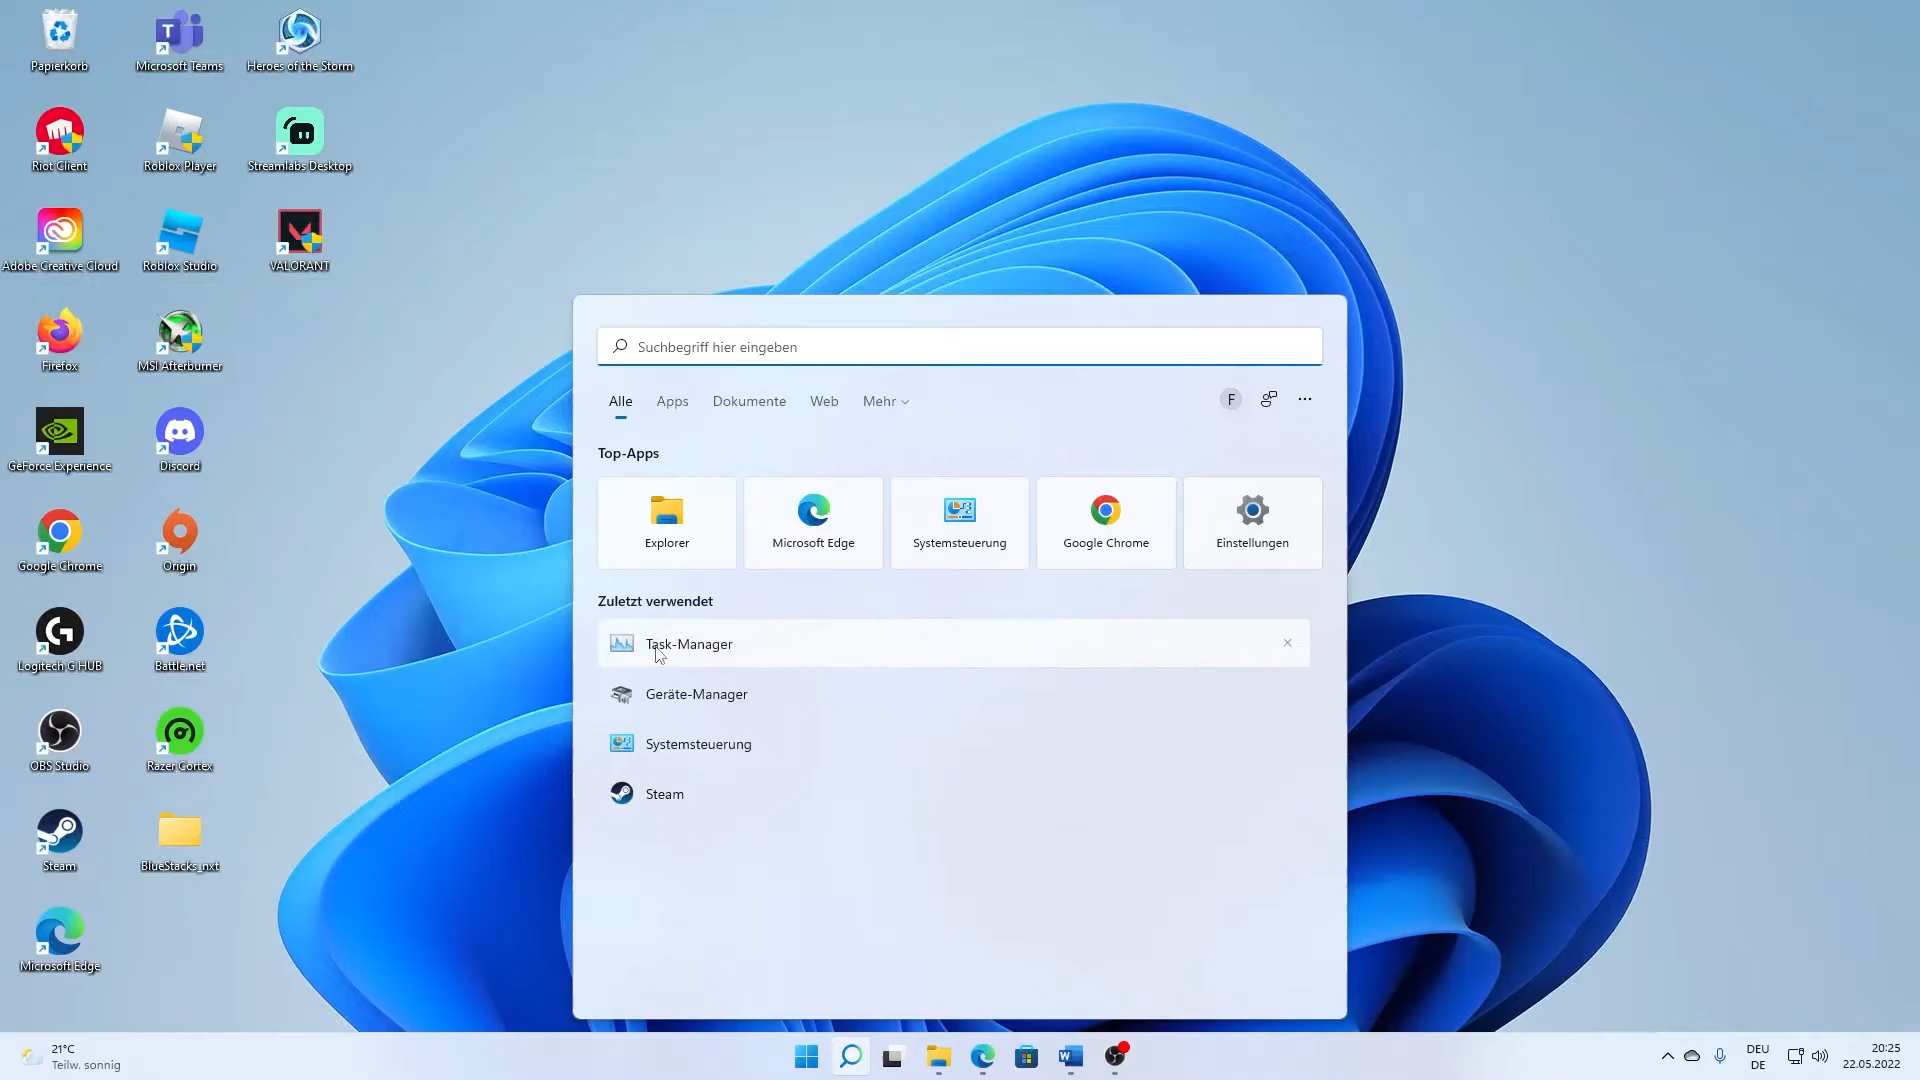 Papierkorb
Microsoft Teams
Heroes of the Storm
Riot Client
Roblox Player
Streamlabs Desktop
Adobe Creative Cloud
Roblox Studio
VALORANT
Firefox
MSI Afterburner
GeForce Experience
Discord
Google Chrome
Origin
Logitech G HUB
Battle.net
OBS Studio
Razer Cortex
Steam
BlueStacks_nxt
Microsoft Edge
Suchbegriff hier eingeben
Alle Apps Dokumente Web Mehr
F
Top-Apps
Explorer
Microsoft Edge
Systemsteuerung
Google Chrome
Einstellungen
Zuletzt verwendet
Task-Manager
Geräte-Manager
Systemsteuerung
Steam
21°C
Teilw. sonnig
DEU
DE
20:25
22.05.2022